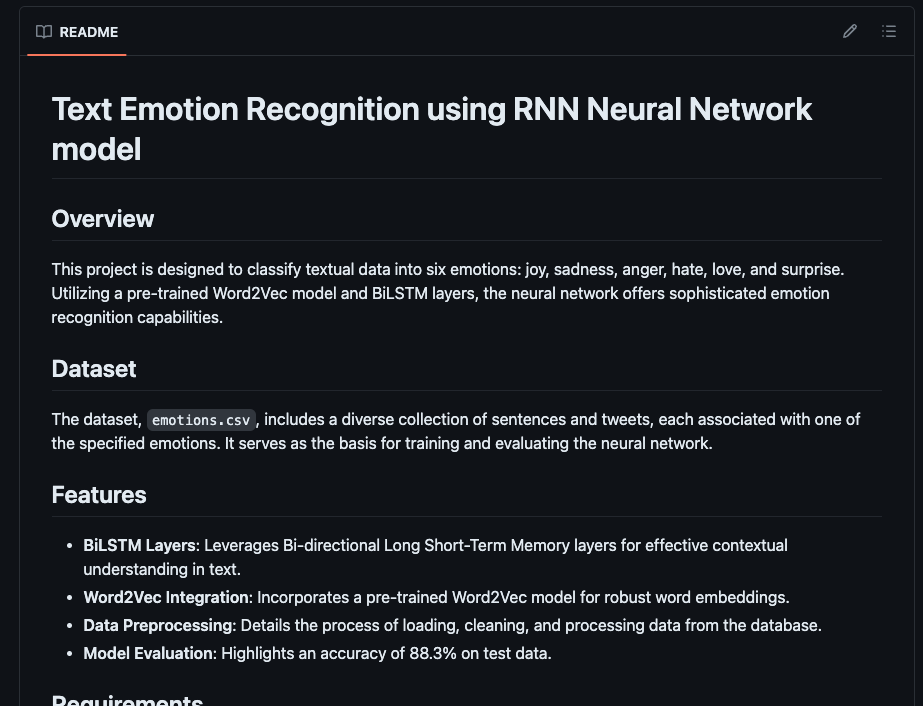 README
Text Emotion Recognition using RNN Neural Network
model
Overview
This project is designed to classify textual data into six emotions: joy, sadness, anger, hate, love, and surprise.
Utilizing a pre-trained Word2Vec model and BiLSTM layers, the neural network offers sophisticated emotion
recognition capabilities.
Dataset
The dataset, emotions.csv, includes a diverse collection of sentences and tweets, each associated with one of
the specified emotions. It serves as the basis for training and evaluating the neural network.
Features
• BiLSTM Layers: Leverages Bi-directional Long Short-Term Memory layers for effective contextual
understanding in text.
• Word2Vec Integration: Incorporates a pre-trained Word2Vec model for robust word embeddings.
• Data Preprocessing: Details the process of loading, cleaning, and processing data from the database.
• Model Evaluation: Highlights an accuracy of 88.3% on test data.
Requirements